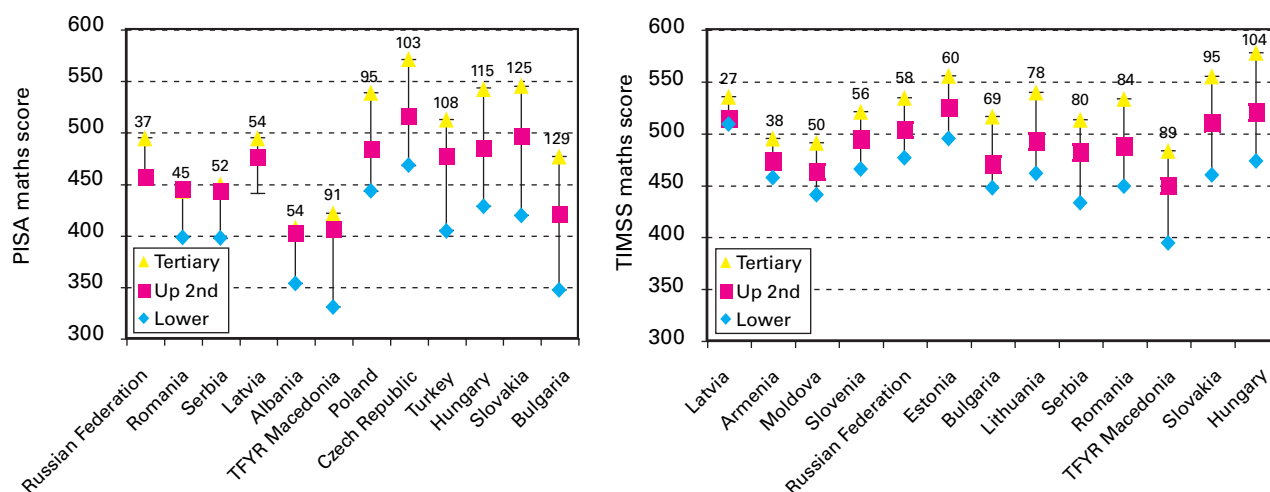 PISA maths score
600
550
500
450
400
350
300
37
45
52
54
54
91
95
103
108
115
125
129
Tertiary
Up 2nd
Lower
Russian Federation
Romania
Serbia
Latvia
Albania
TFYR Macedonia
Poland
Czech Republic
Turkey
Hungary
Slovakia
Bulgaria
TIMSS maths score
600
550
500
450
400
350
300
27
38
50
56
58
60
69
78
80
84
89
95
104
Tertiary
Up 2nd
Lower
Latvia
Armenia
Moldova
Slovenia
Russian Federation
Estonia
Bulgaria
Lithuania
Serbia
Romania
TFYR Macedonia
Slovakia
Hungary